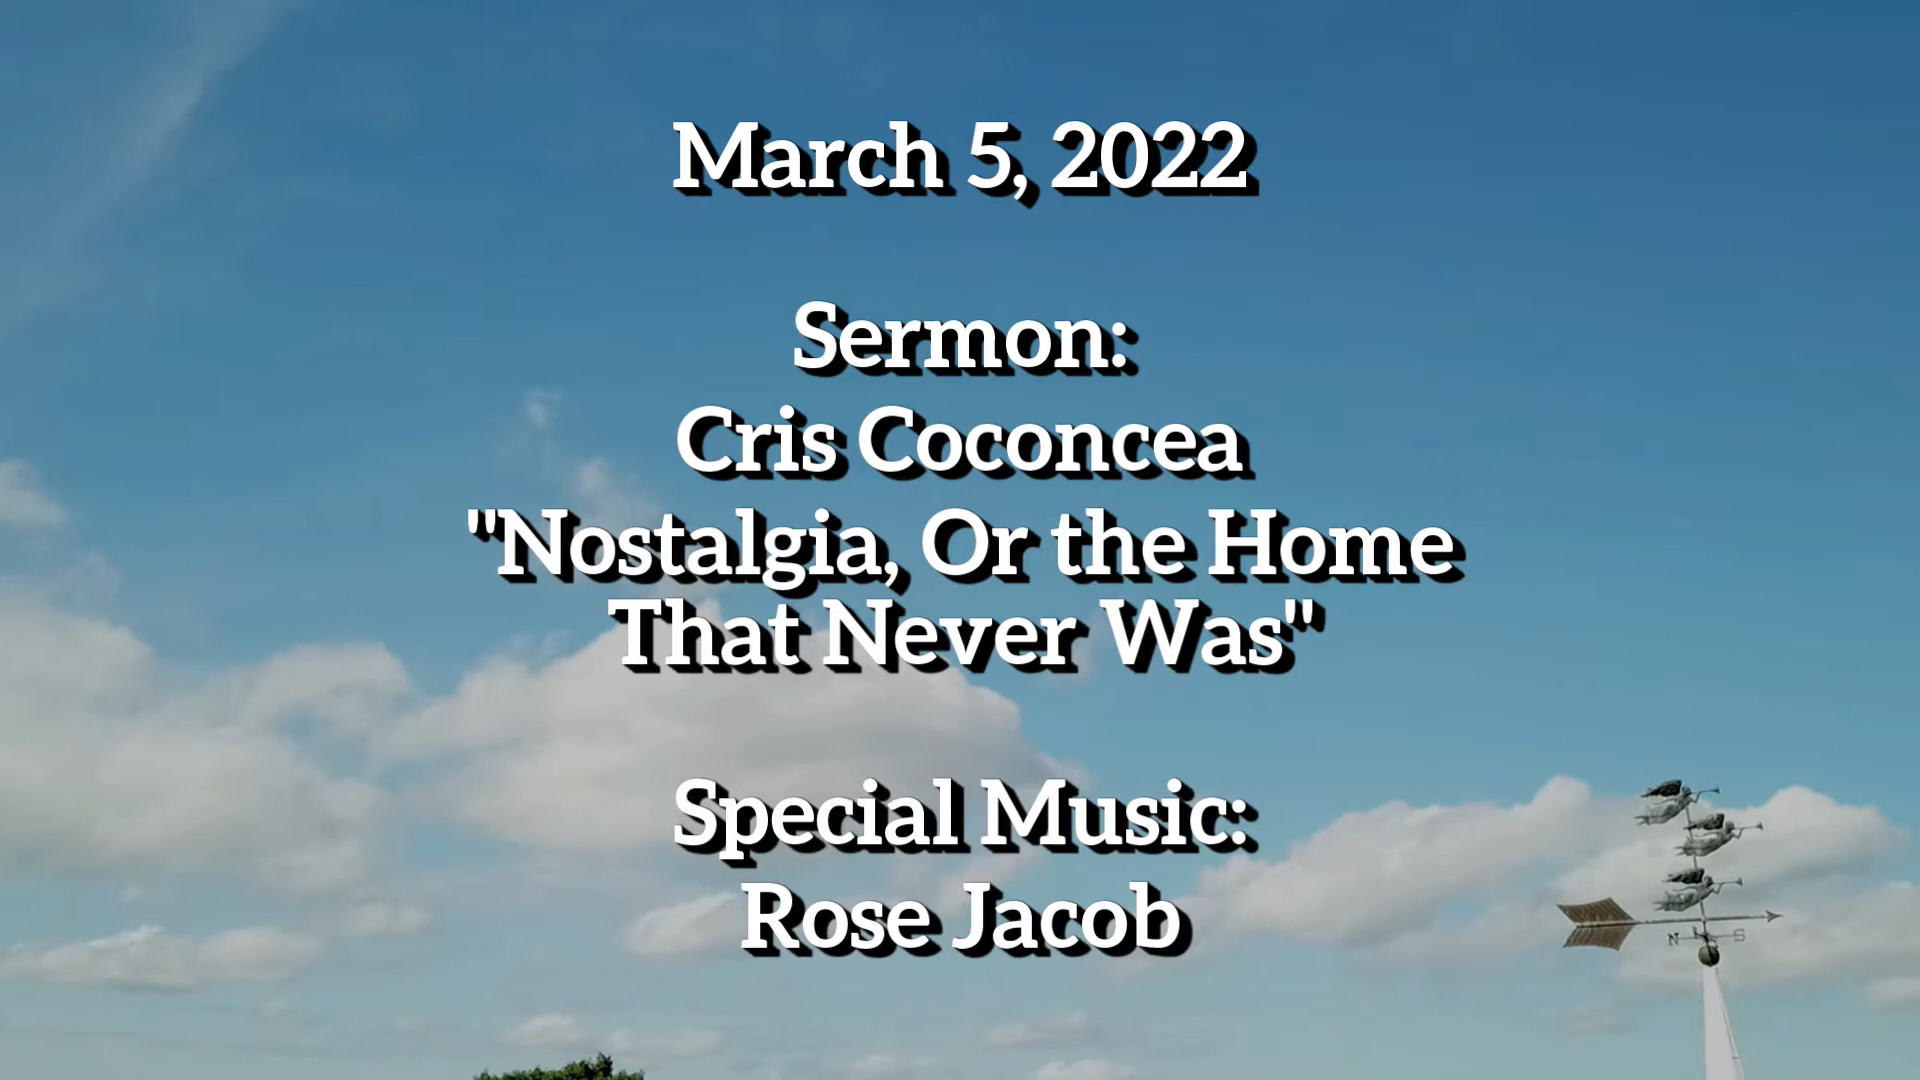 March 5, 2022
Sermon:
Cris Coconcea
"Nostalgia, Or the Home
That Never Was"
Special Music:
Rose Jacob
N S